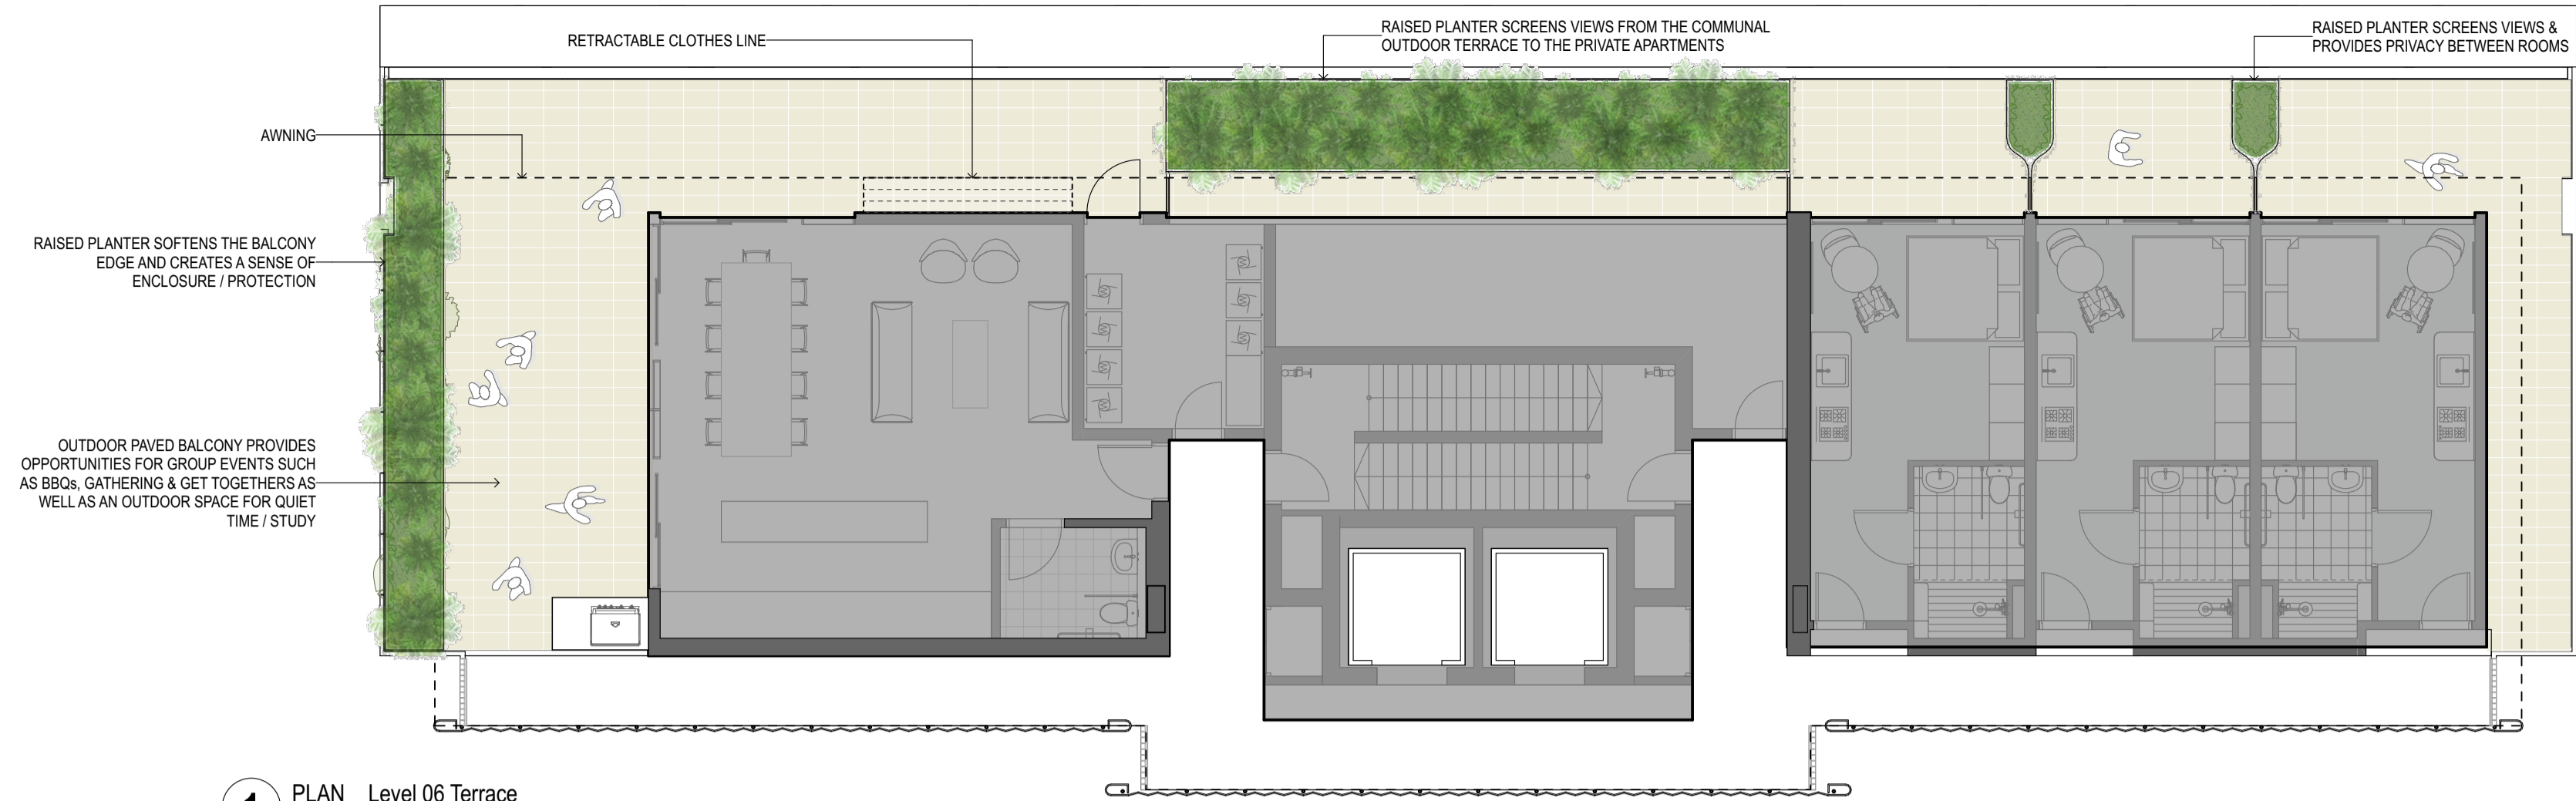 RETRACTABLE CLOTHES LINE
RAISED PLANTER SCREENS VIEWS FROM THE COMMUNAL
OUTDOOR TERRACE TO THE PRIVATE APARTMENTS
RAISED PLANTER SCREENS VIEWS &
PROVIDES PRIVACY BETWEEN ROOMS
AWNING
RAISED PLANTER SOFTENS THE BALCONY
EDGE AND CREATES A SENSE OF
ENCLOSURE / PROTECTION
OUTDOOR PAVED BALCONY PROVIDES
OPPORTUNITIES FOR GROUP EVENTS SUCH
AS BBQs, GATHERING & GET TOGETHERS AS
WELL AS AN OUTDOOR SPACE FOR QUIET
TIME / STUDY
W
W
W
W
W
W
W
1 PLAN Level 06 Terrace